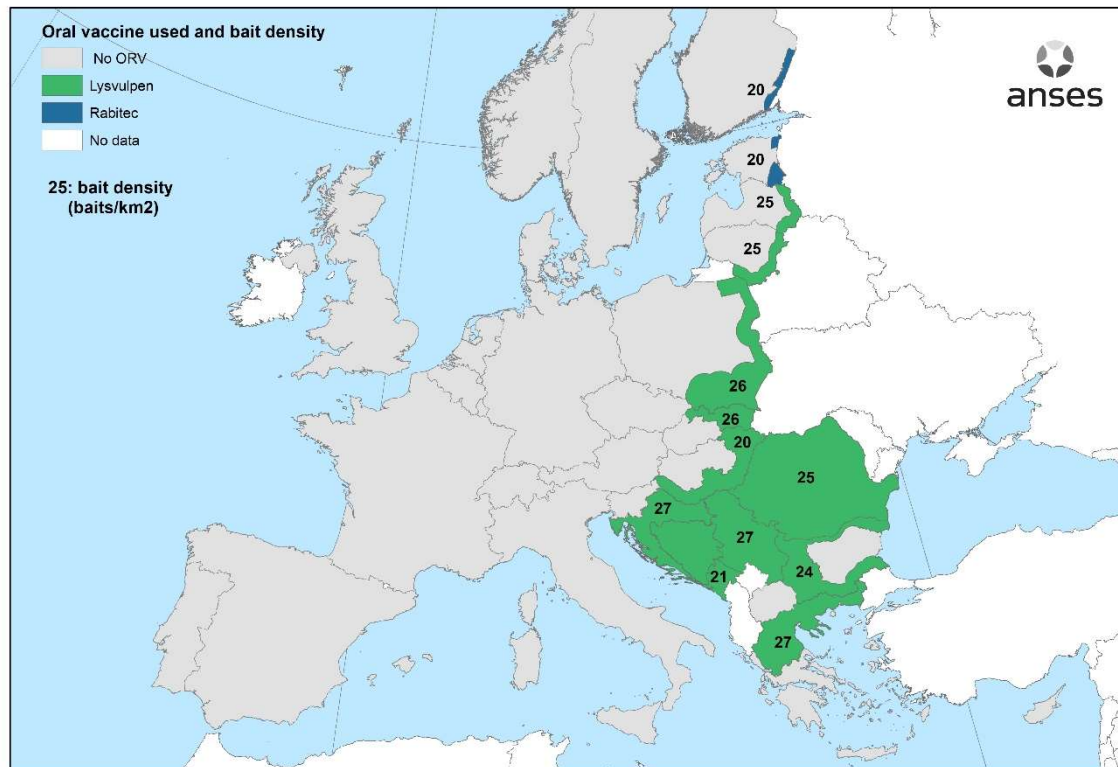 Oral vaccine used and bait density
No ORV
Lysvulpen
Rabitec
No data
25: bait density
(baits/km2)
anses
20
20
25
25
26
26
20
25
27
27
24
21
27